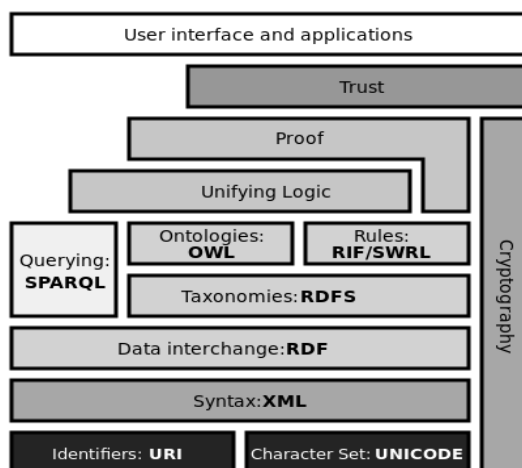 User interface and applications
Trust
Proof
Unifying Logic
Querying:
SPARQL
Ontologies:
OWL
Rules:
RIF/SWRL
Taxonomies:RDFS
Data interchange:RDF
Syntax:XML
Identifiers: URI
Character Set: UNICODE
Cryptography